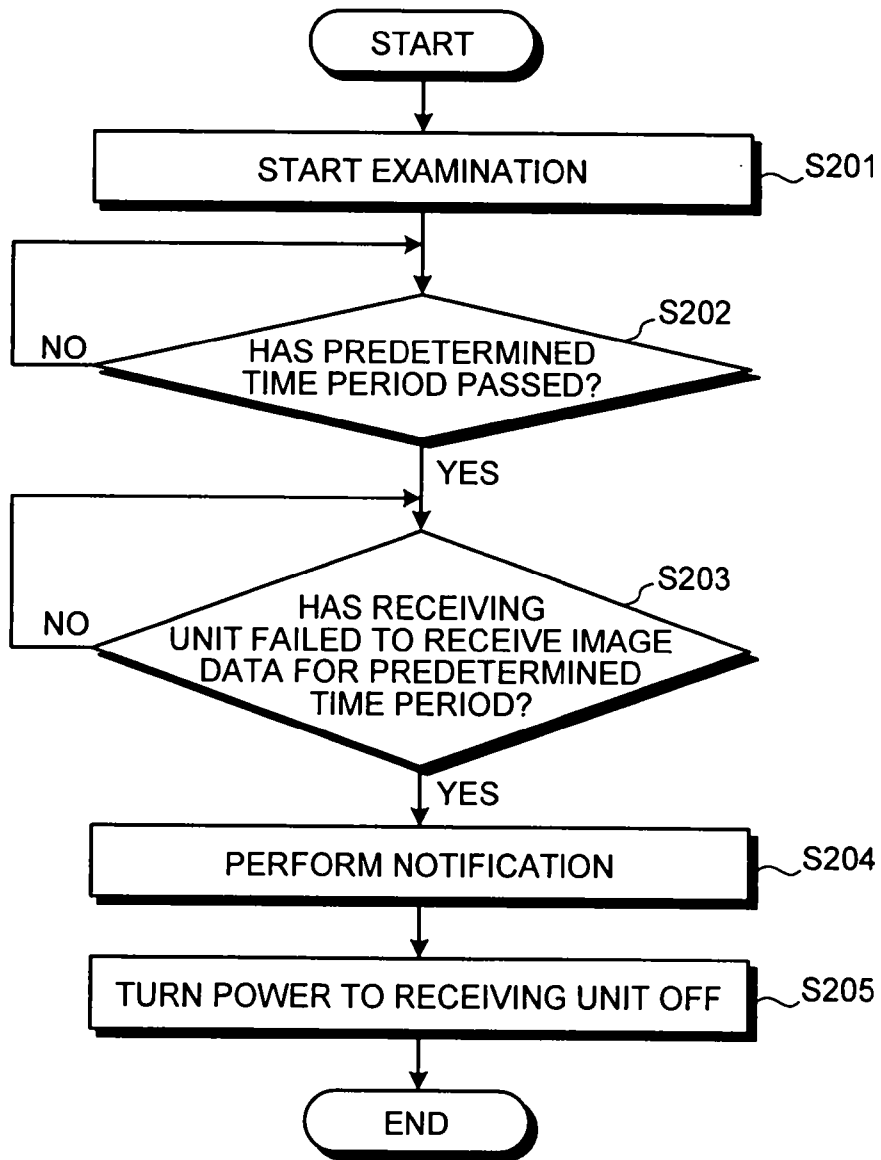 START
START EXAMINATION
S201
S202
HAS PREDETERMINED
TIME PERIOD PASSED?
NO
YES
S203
HAS RECEIVING
UNIT FAILED TO RECEIVE IMAGE
DATA FOR PREDETERMINED
TIME PERIOD?
NO
YES
PERFORM NOTIFICATION
S204
TURN POWER TO RECEIVING UNIT OFF
S205
END